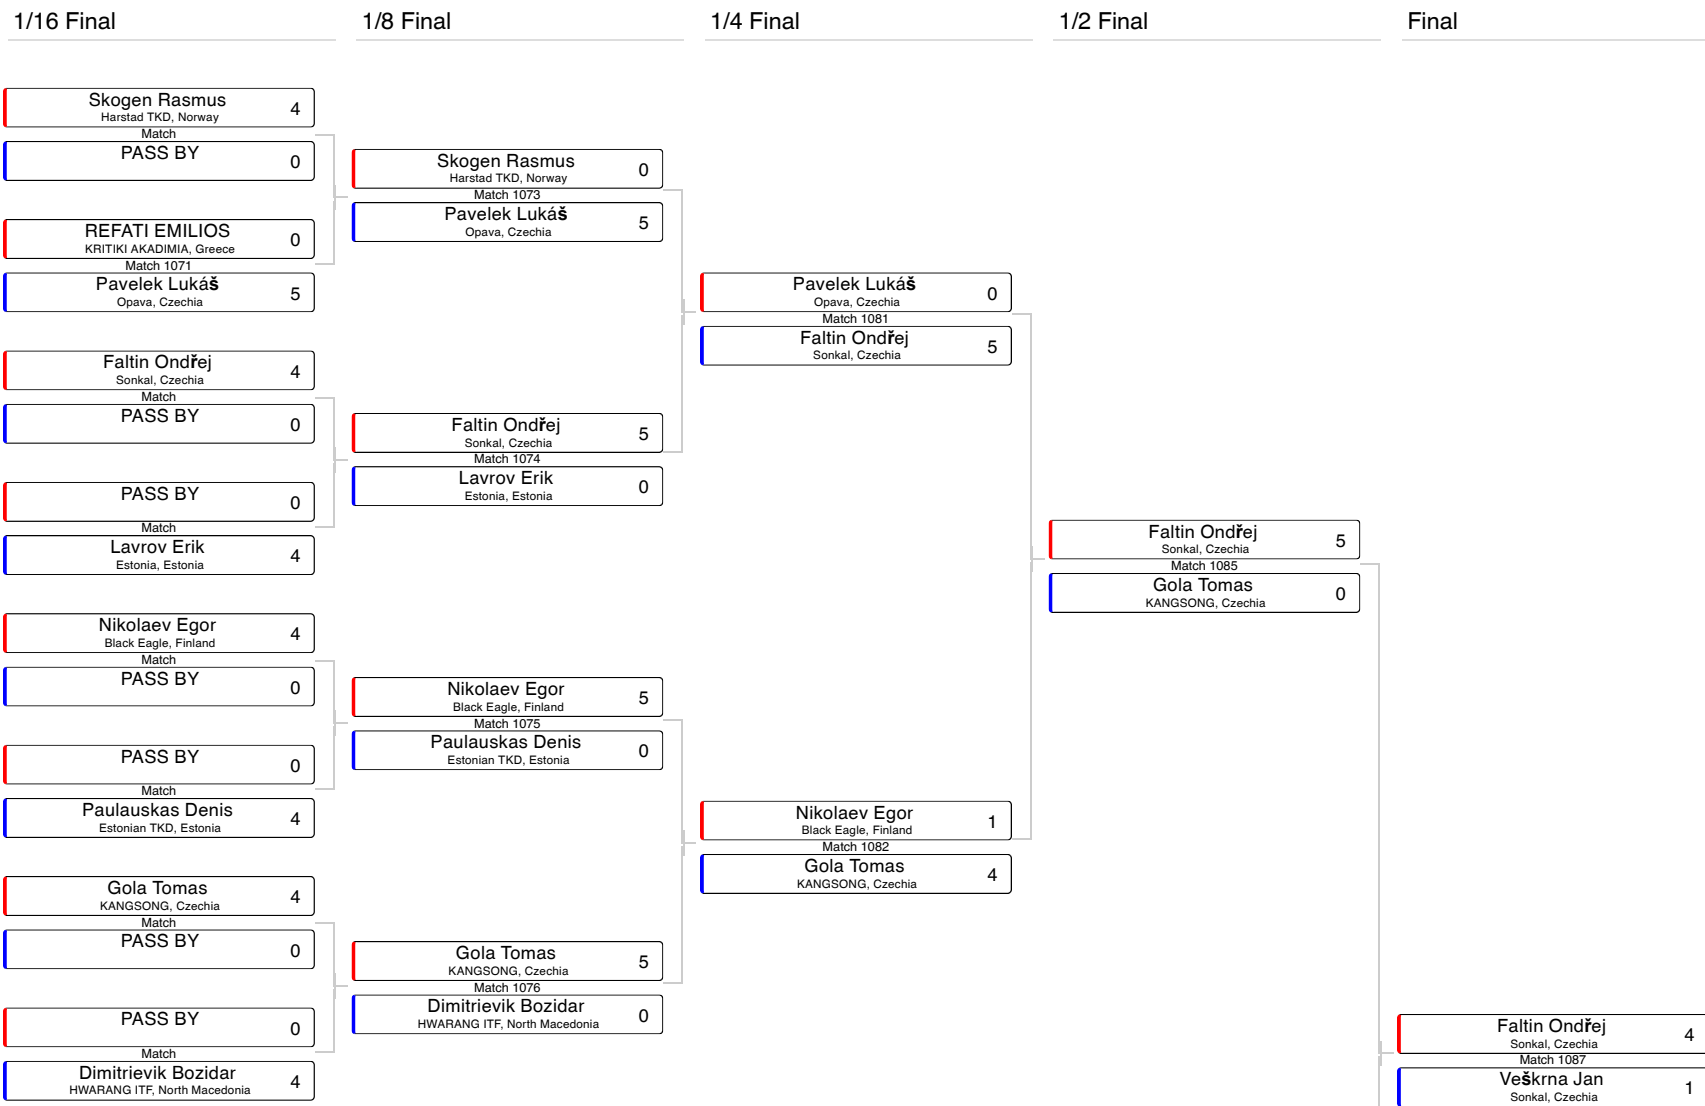 1/16 Final
1/8 Final
1/4 Final
1/2 Final
Final
Skogen Rasmus
Harstad TKD, Norway
4
Match
PASS BY
0
REFATI EMILIOS
KRITIKI AKADIMIA, Greece
0
Match 1071
Pavelek Lukáš
Opava, Czechia
5
Faltin Ondřej
Sonkal, Czechia
4
Match
PASS BY
0
PASS BY
0
Match
Lavrov Erik
Estonia, Estonia
4
Nikolaev Egor
Black Eagle, Finland
4
Match
PASS BY
0
PASS BY
0
Match
Paulauskas Denis
Estonian TKD, Estonia
4
Gola Tomas
KANGSONG, Czechia
4
Match
PASS BY
0
PASS BY
0
Match
Dimitrievik Bozidar
HWARANG ITF, North Macedonia
4
Skogen Rasmus
Harstad TKD, Norway
0
Match 1073
Pavelek Lukáš
Opava, Czechia
5
Faltin Ondřej
Sonkal, Czechia
5
Match 1074
Lavrov Erik
Estonia, Estonia
0
Nikolaev Egor
Black Eagle, Finland
5
Match 1075
Paulauskas Denis
Estonian TKD, Estonia
0
Gola Tomas
KANGSONG, Czechia
5
Match 1076
Dimitrievik Bozidar
HWARANG ITF, North Macedonia
0
Pavelek Lukáš
Opava, Czechia
0
Match 1081
Faltin Ondřej
Sonkal, Czechia
5
Nikolaev Egor
Black Eagle, Finland
1
Match 1082
Gola Tomas
KANGSONG, Czechia
4
Faltin Ondřej
Sonkal, Czechia
5
Match 1085
Gola Tomas
KANGSONG, Czechia
0
Faltin Ondřej
Sonkal, Czechia
4
Match 1087
Veškrna Jan
Sonkal, Czechia
1